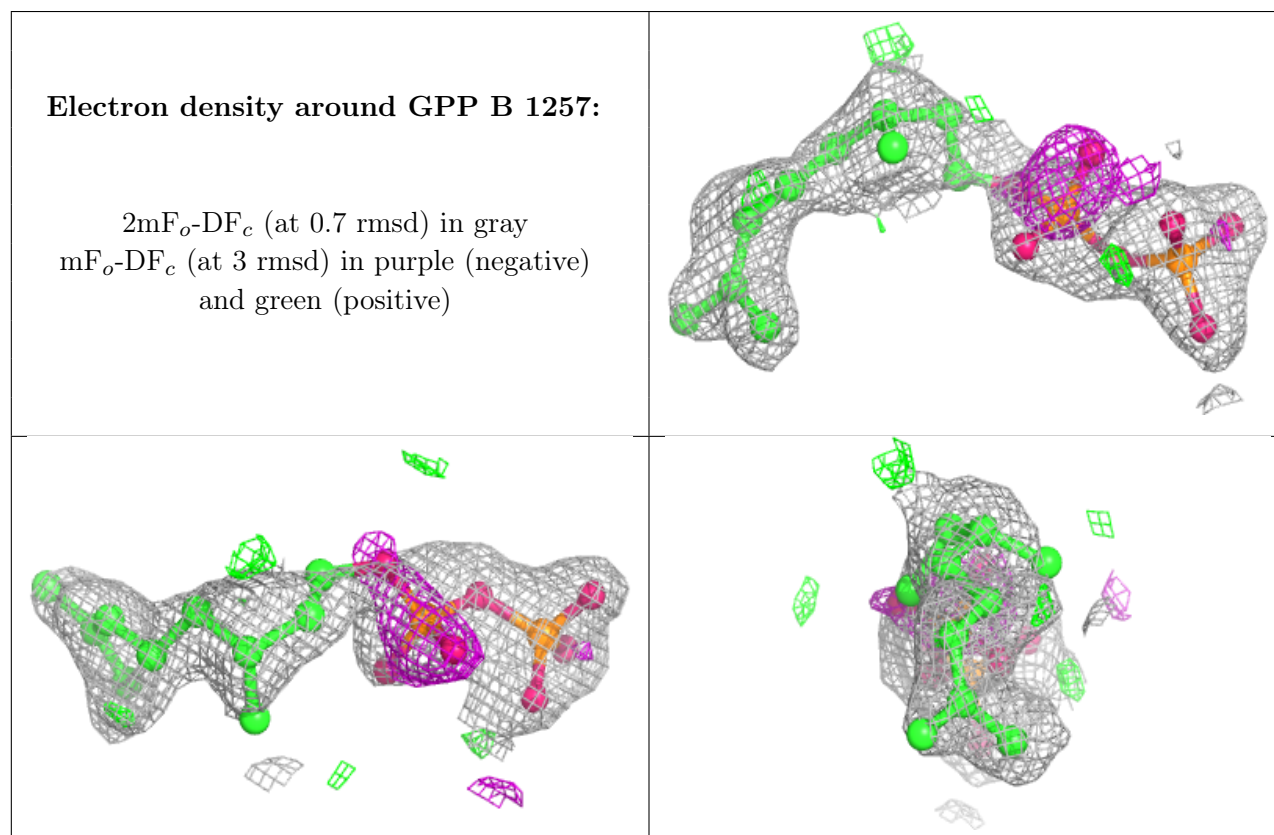 Electron density around GPP B 1257:
2mFₒ-DF𝑐 (at 0.7 rmsd) in gray
mFₒ-DF𝑐 (at 3 rmsd) in purple (negative)
and green (positive)